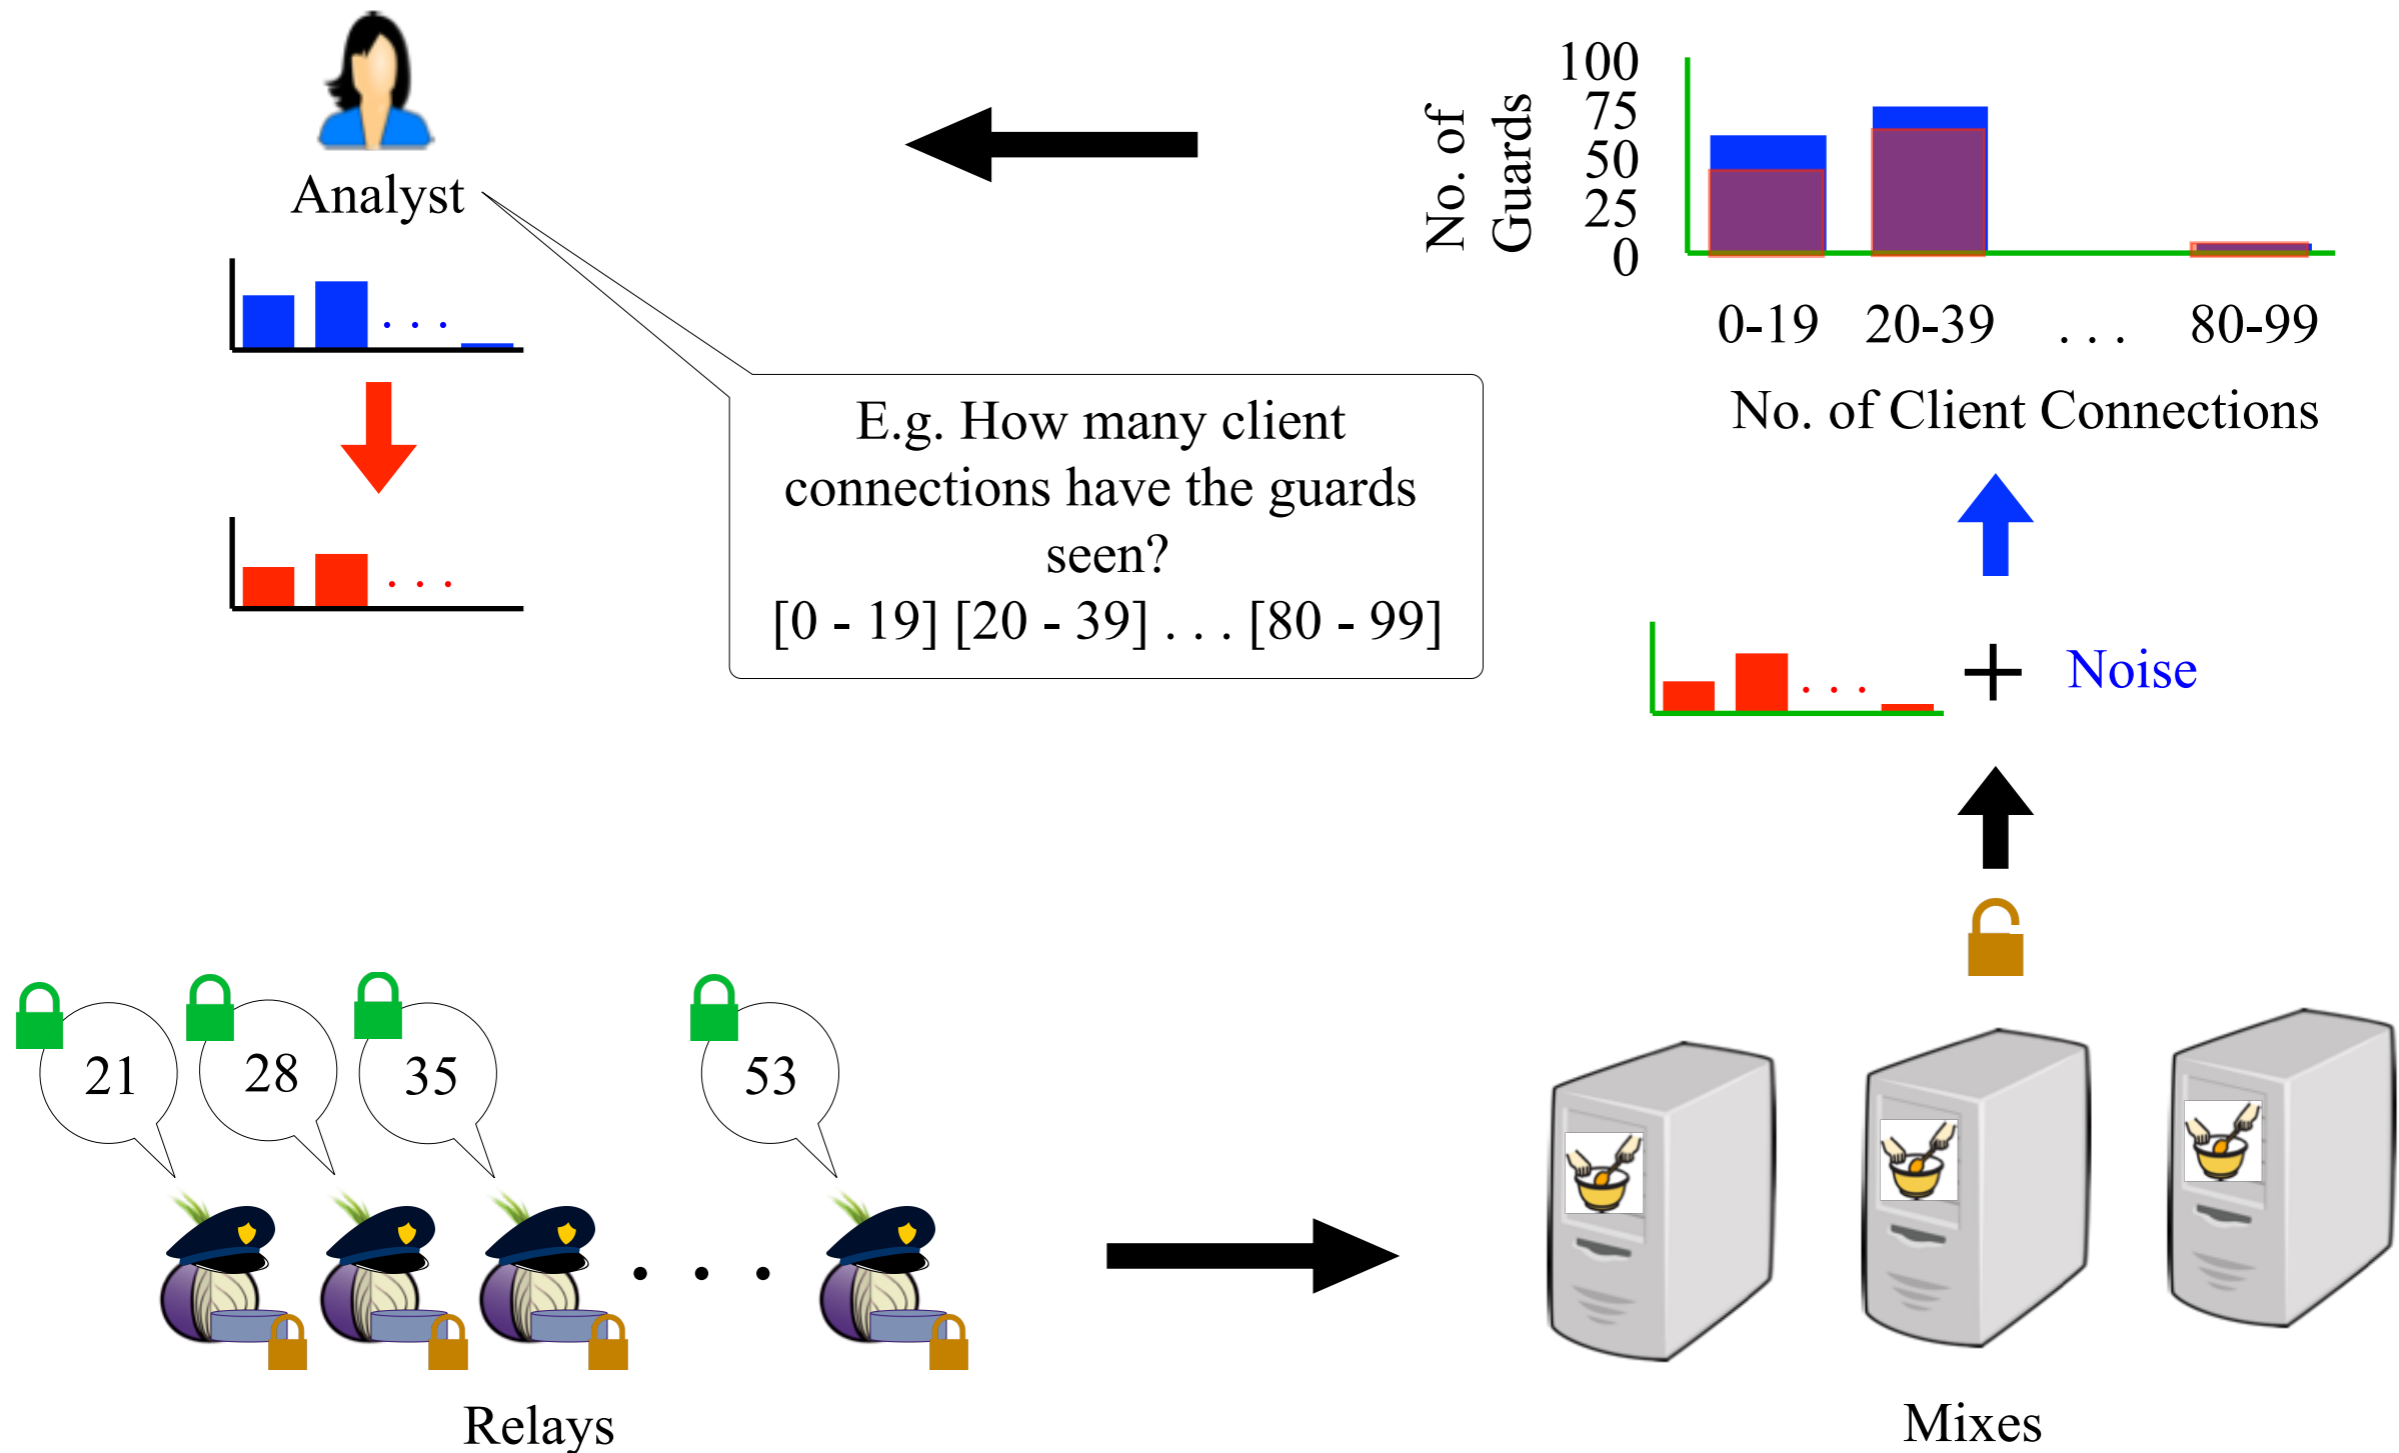 Analyst
E.g. How many client
connections have the guards
seen?
[0 - 19] [20 - 39] . . . [80 - 99]
No. of
Guards
100
75
50
25
0
0-19 20-39 . . . 80-99
No. of Client Connections
+ Noise
21 28 35 53
Relays
Mixes